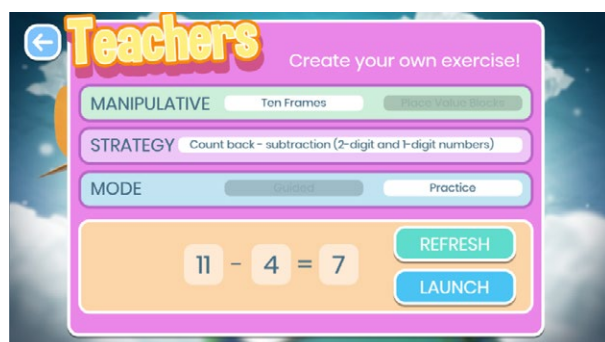 Teachers
Create your own exercise!
MANIPULATIVE Ten Frames Place Value Blocks
STRATEGY Count back - subtraction (2-digit and 1-digit numbers)
MODE Guided Practice
11 - 4 = 7
REFRESH
LAUNCH